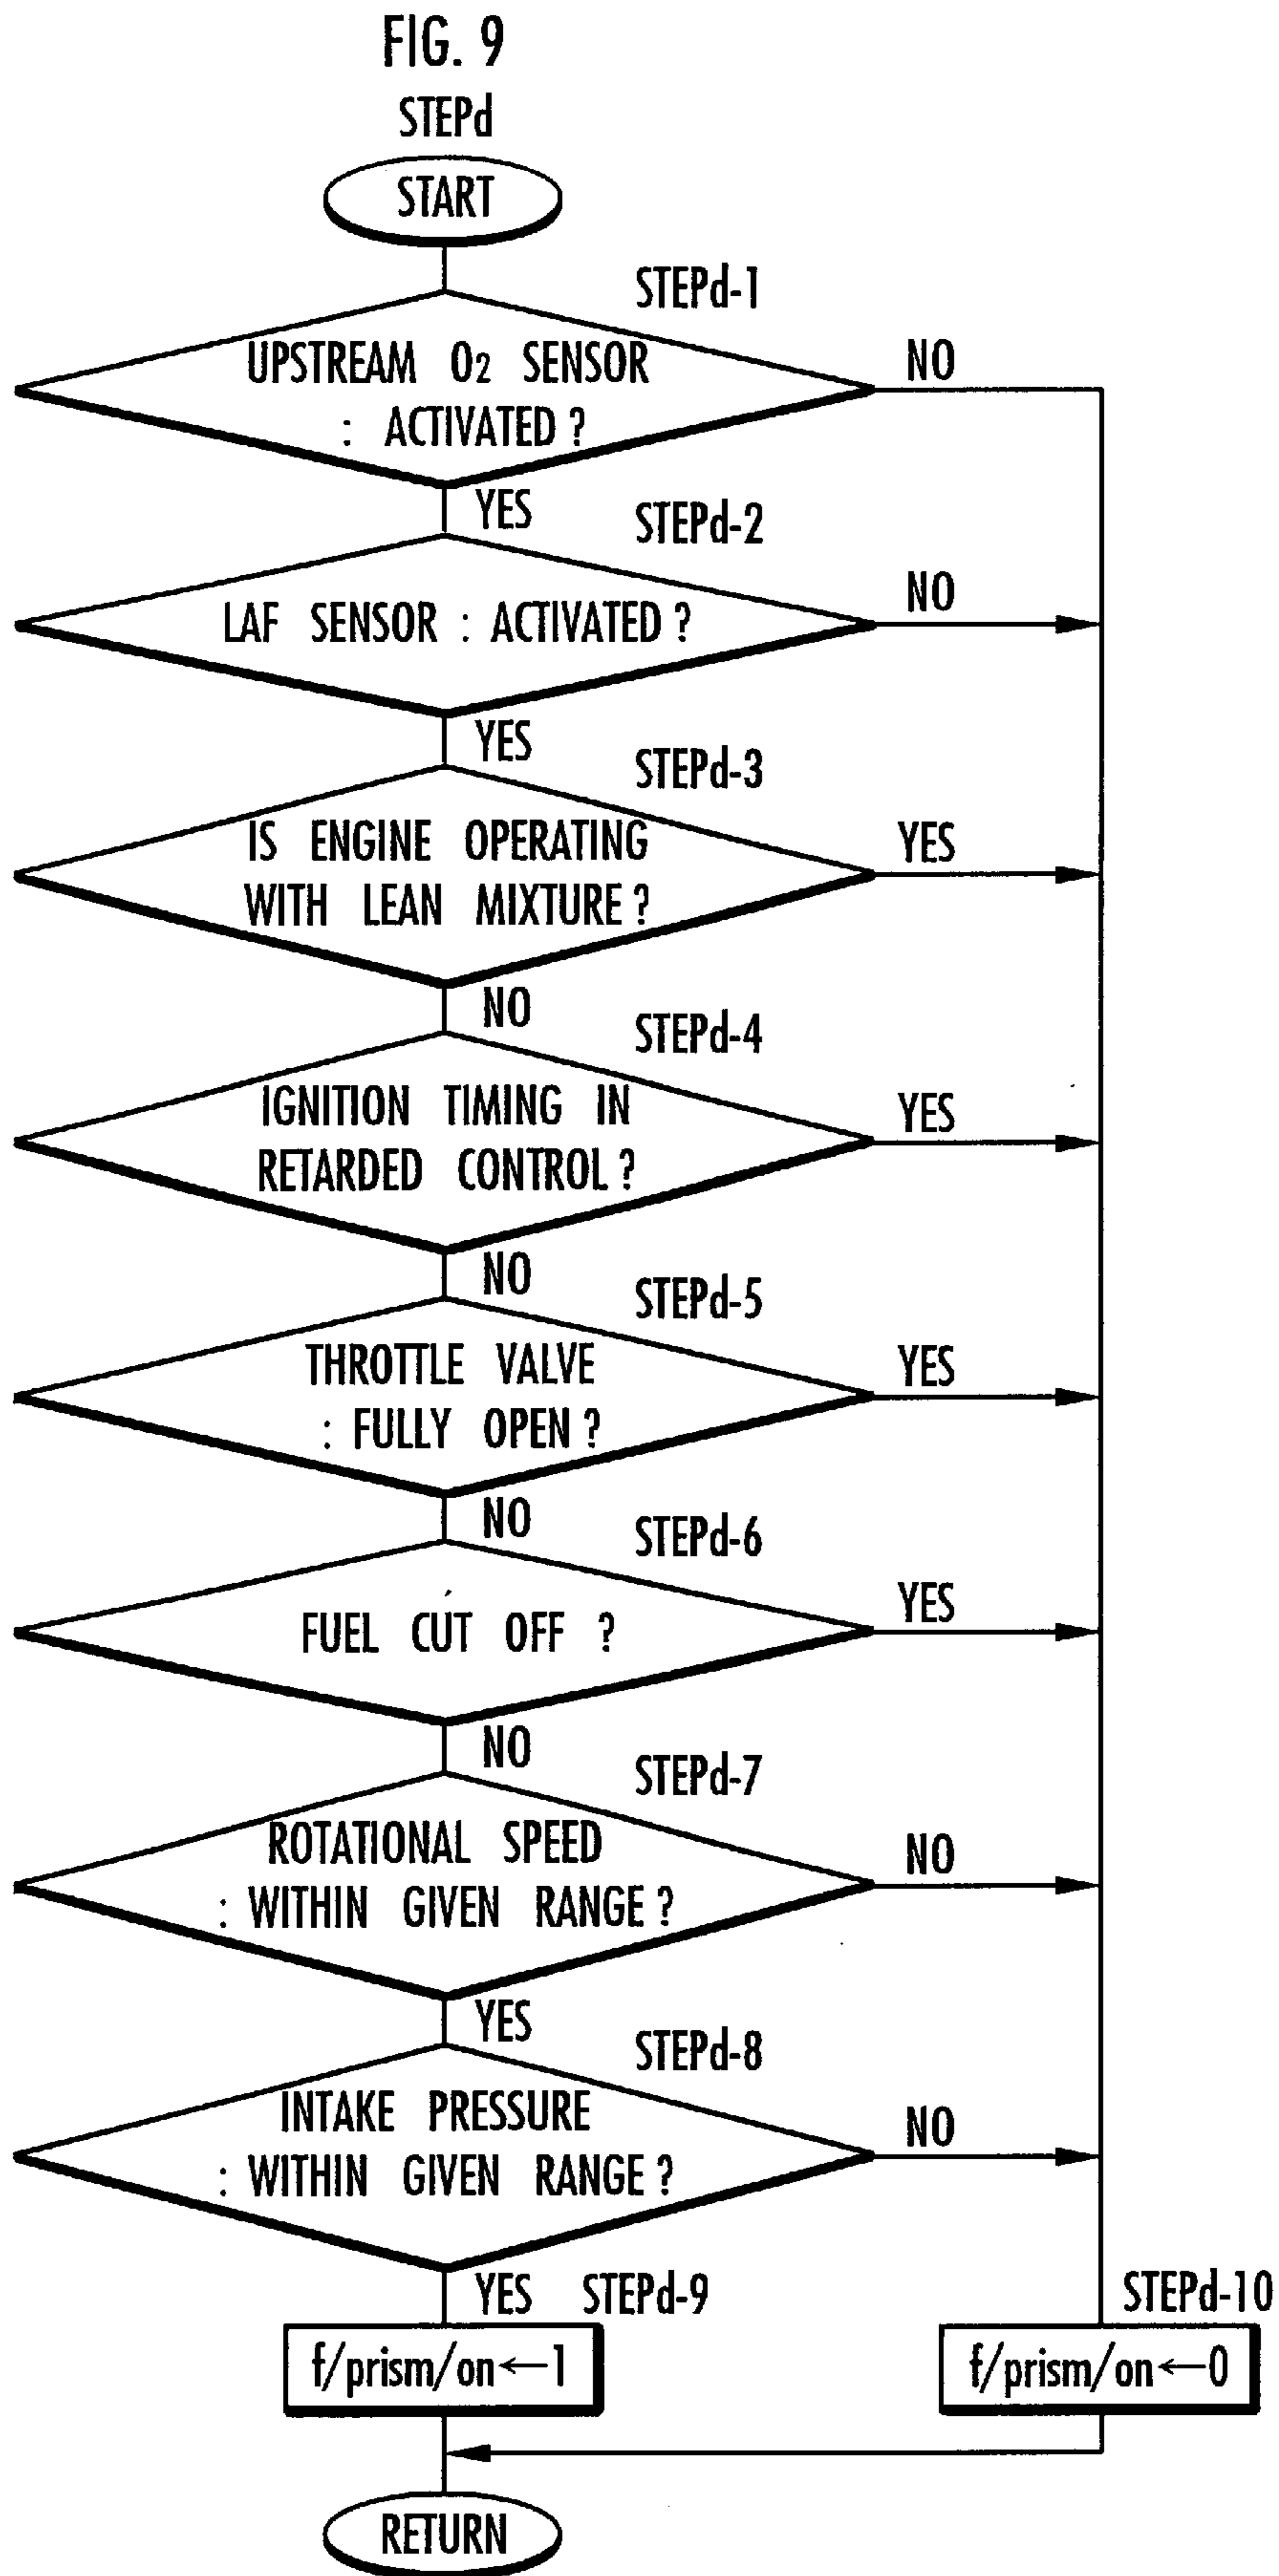 FIG. 9
STEPd
START
STEPd-1
UPSTREAM O2 SENSOR
: ACTIVATED ?
NO
YES
STEPd-2
LAF SENSOR : ACTIVATED ?
NO
YES
STEPd-3
IS ENGINE OPERATING
WITH LEAN MIXTURE ?
YES
NO
STEPd-4
IGNITION TIMING IN
RETARDED CONTROL ?
YES
NO
STEPd-5
THROTTLE VALVE
: FULLY OPEN ?
YES
NO
STEPd-6
FUEL CUT OFF ?
YES
NO
STEPd-7
ROTATIONAL SPEED
: WITHIN GIVEN RANGE ?
NO
YES
STEPd-8
INTAKE PRESSURE
: WITHIN GIVEN RANGE ?
NO
YES
STEPd-9
f/prism/on←1
STEPd-10
f/prism/on←0
RETURN